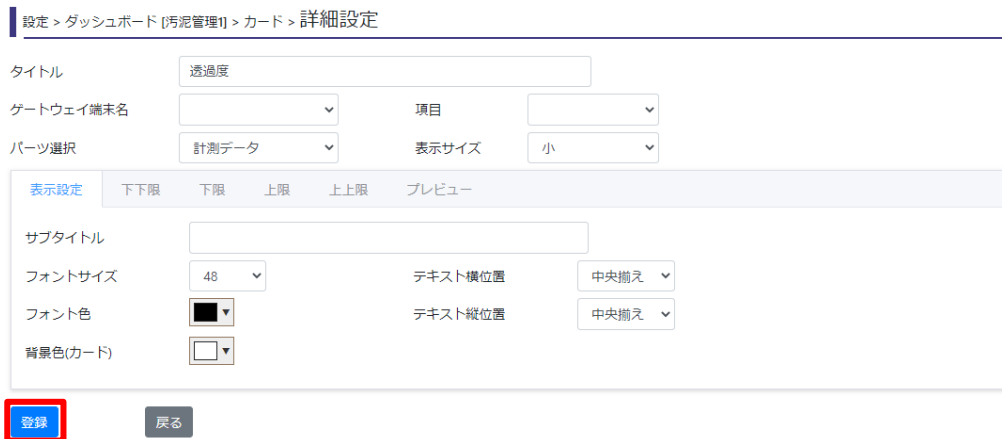 設定 > ダッシュボード [汚泥管理1] > カード > 詳細設定
タイトル 透過度
ゲートウェイ端末名 項目
パーツ選択 計測データ 表示サイズ 小
表示設定 下下限 下限 上限 上上限 プレビュー
サブタイトル
フォントサイズ 48 テキスト横位置 中央揃え
フォント色 テキスト縦位置 中央揃え
背景色(カード)
登録 戻る